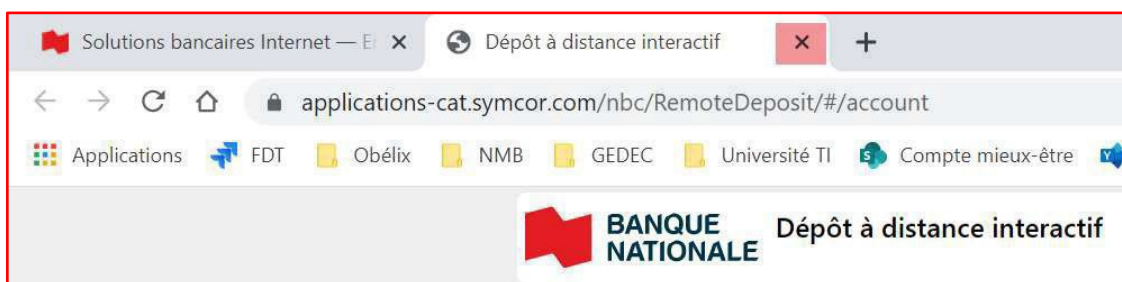 Solutions bancaires Internet — E
Dépôt à distance interactif
applications-cat.symcor.com/nbc/RemoteDeposit/#/account
Applications FDT Obélix NMB GEDEC Université TI Compte mieux-être
BANQUE
NATIONALE
Dépôt à distance interactif